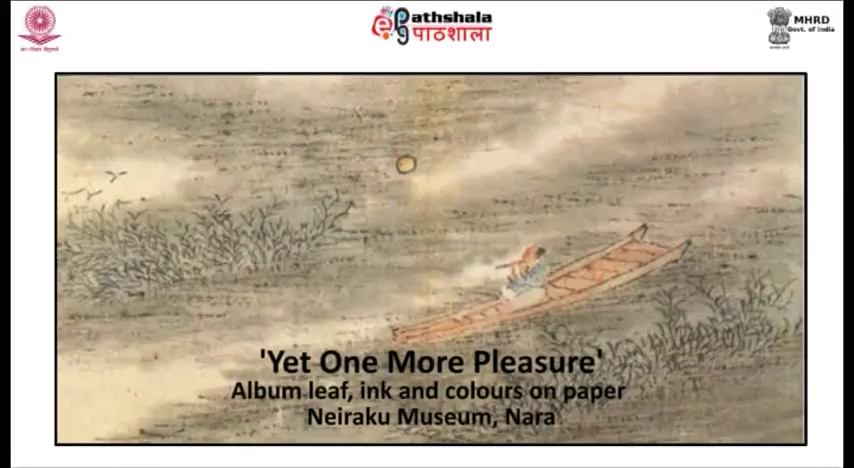 ePathshala
पाठशाला
MHRD
Govt. of India
'Yet One More Pleasure'
Album leaf, ink and colours on paper
Neiraku Museum, Nara